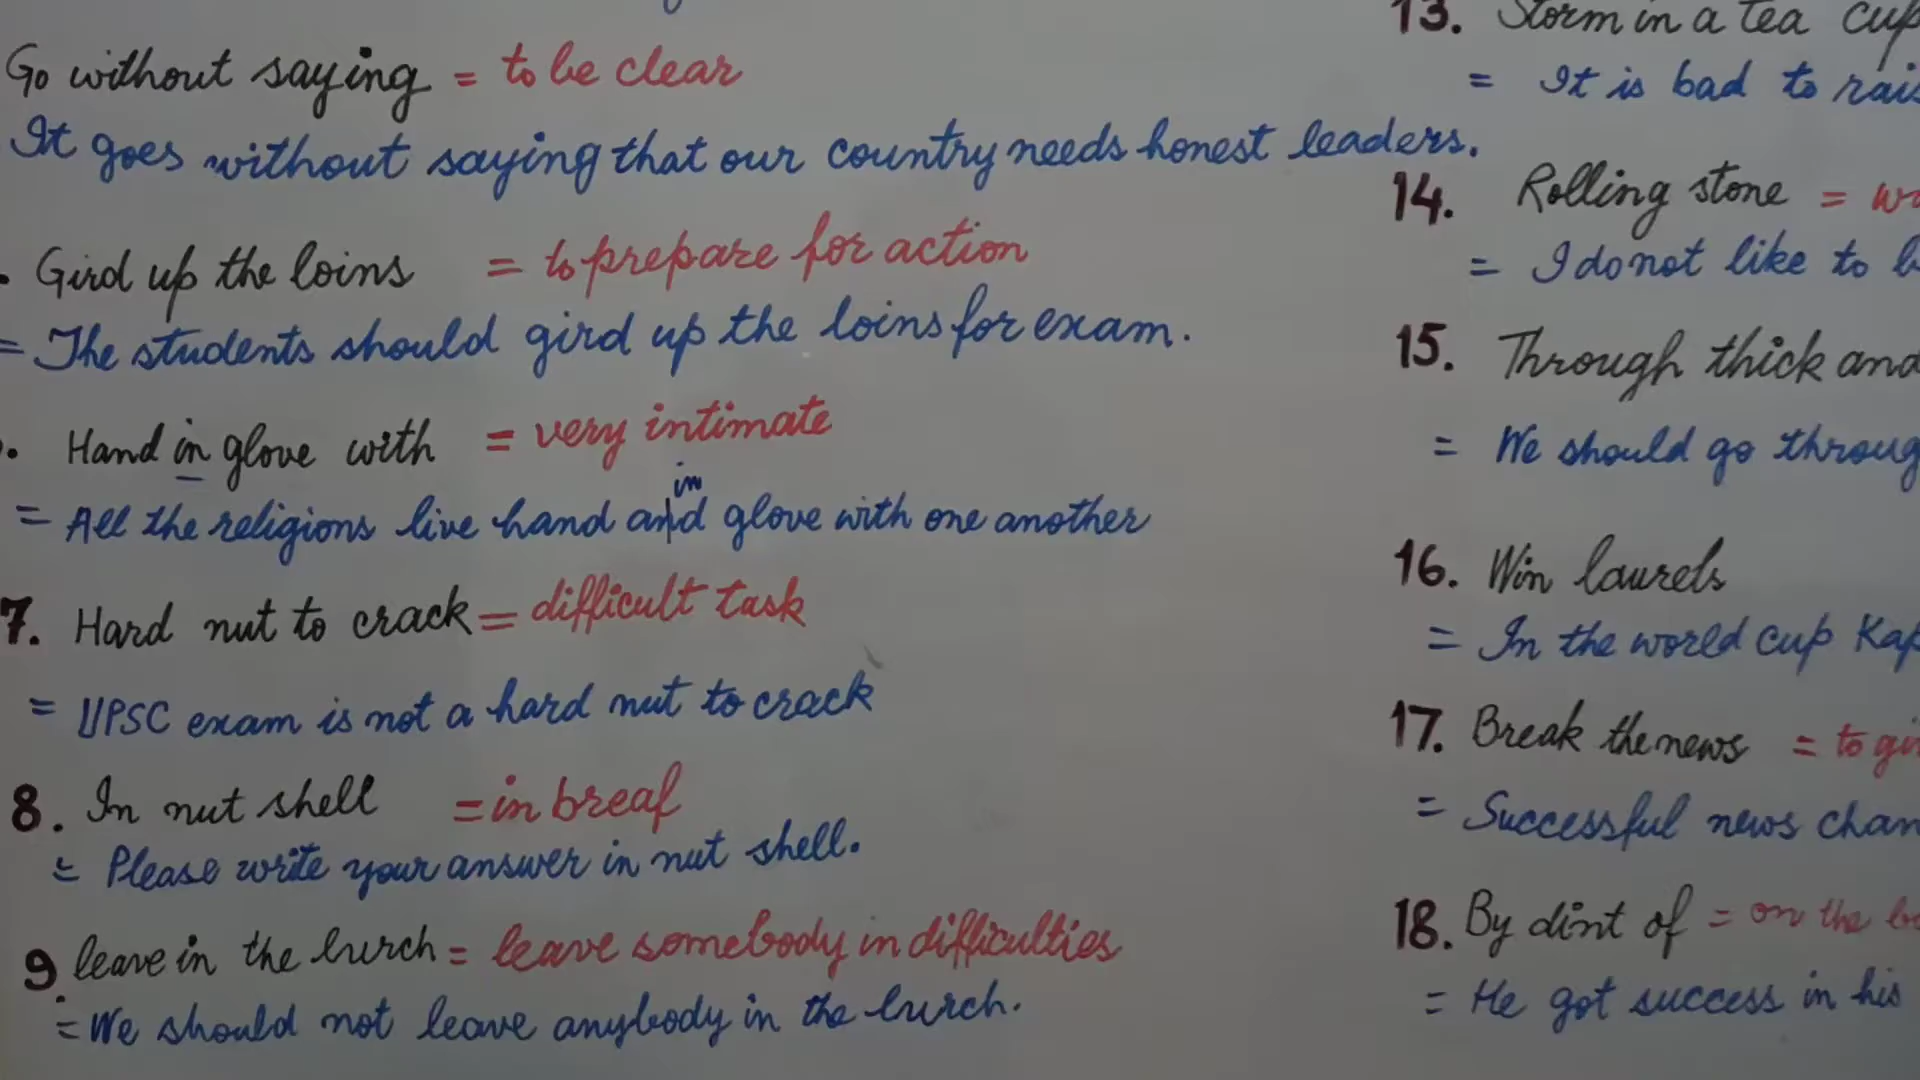 Go without saying = to be clear
It goes without saying that our country needs honest leaders.
. Gird up the loins = to prepare for action
= The students should gird up the loins for exam.
. Hand in glove with = very intimate
in
= All the religions live hand and glove with one another
7. Hard nut to crack = difficult task
= UPSC exam is not a hard nut to crack
8. In nut shell = in breaf
= Please write your answer in nut shell.
9. leave in the lurch = leave somebody in difficulties
= We should not leave anybody in the lurch.
13. Storm in a tea cup
= It is bad to rais
14. Rolling stone =
= I do not like to b
15. Through thick and
= We should go throug
16. Win laurels
= In the world cup Kap
17. Break the news = to gi
= Successful news chan
18. By dint of = on the b
= He got success in his